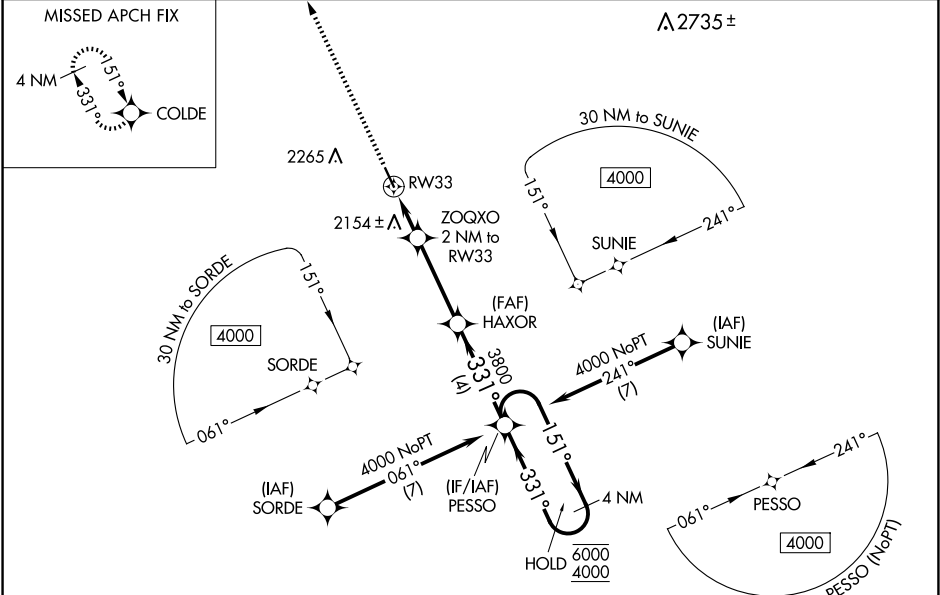 MISSED APCH FIX
4 NM
151°
331°
COLDE
2735 ±
30 NM to SUNIE
4000
151°
241°
SUNIE
2265
RW33
2154 ±
ZOQXO
2 NM to
RW33
30 NM to SORDE
4000
151°
SORDE
061°
(FAF)
HAXOR
3800
331°
(4)
(IAF)
SUNIE
4000 NoPT
241°
(7)
4000 NoPT
061°
(7)
(IAF)
SORDE
(IF/IAF)
PESSO
151°
331°
4 NM
HOLD
6000
4000
241°
061°
PESSO
4000
PESSO (NoPT)